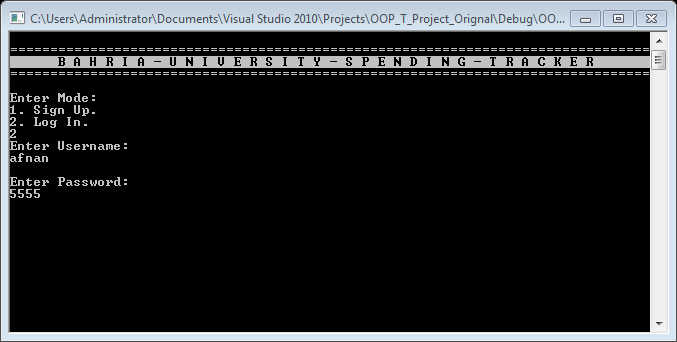 C:\Users\Administrator\Documents\Visual Studio 2010\Projects\OOP_T_Project_Orignal\Debug\OO...
================================================================================
B A H R I A - U N I V E R S I T Y - S P E N D I N G - T R A C K E R
================================================================================
Enter Mode:
1. Sign Up.
2. Log In.
2
Enter Username:
afnan
Enter Password:
5555